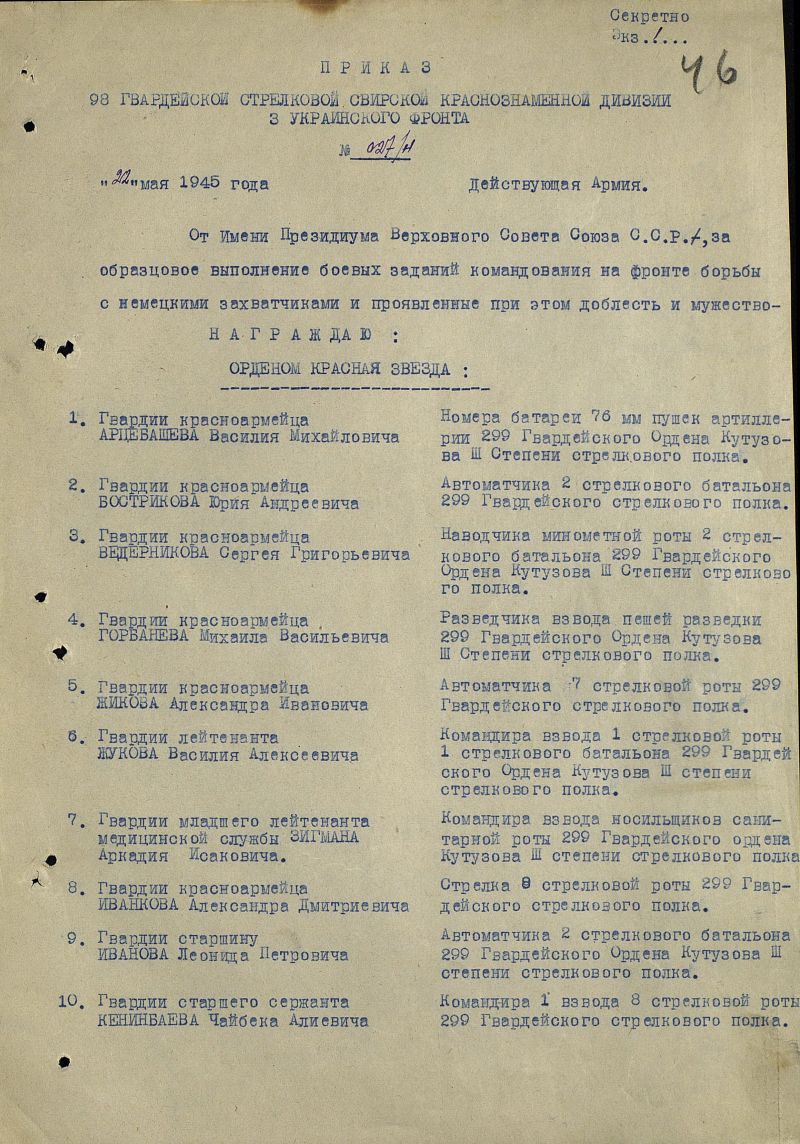 Секретно
Экз. 1...
46
ПРИКАЗ
98 ГВАРДЕЙСКОЙ СТРЕЛКОВОЙ СВИРСКОЙ КРАСНОЗНАМЕННОЙ ДИВИЗИИ
3 УКРАИНСКОГО ФРОНТА
№ 027/н
"22" мая 1945 года Действующая Армия.
От Имени Президиума Верховного Совета Союза С.С.Р., за
образцовое выполнение боевых заданий командования на фронте борьбы
с немецкими захватчиками и проявленные при этом доблесть и мужество-
НАГРАЖДАЮ :
ОРДЕНОМ КРАСНАЯ ЗВЕЗДА :
1. Гвардии красноармейца
АРЦЕБАШЕВА Василия Михайловича
Номера батареи 76 мм пушек артилле-
рии 299 Гвардейского Ордена Кутузо-
ва Ш Степени стрелкового полка.
2. Гвардии красноармейца
БОСТРИКОВА Юрия Андреевича
Автоматчика 2 стрелкового батальона
299 Гвардейского стрелкового полка.
3. Гвардии красноармейца
ВЕДЕРНИКОВА Сергея Григорьевича
Наводчика минометной роты 2 стрел-
кового батальона 299 Гвардейского
Ордена Кутузова Ш Степени стрелково
го полка.
4. Гвардии красноармейца
ГОРБАНЕВА Михаила Васильевича
Разведчика взвода пешей разведки
299 Гвардейского Ордена Кутузова
Ш Степени стрелкового полка.
5. Гвардии красноармейца
ЖИКОВА Александра Ивановича
Автоматчика 7 стрелковой роты 299
Гвардейского стрелкового полка.
6. Гвардии лейтенанта
ЖУКОВА Василия Алексеевича
Командира взвода 1 стрелковой роты
1 стрелкового батальона 299 Гвардей
ского Ордена Кутузова Ш степени
стрелкового полка.
7. Гвардии младшего лейтенанта
медицинской службы ЗИГМАНА
Аркадия Исаковича.
Командира взвода носильщиков сани-
тарной роты 299 Гвардейского ордена
Кутузова Ш степени стрелкового полка
8. Гвардии красноармейца
ИВАНКОВА Александра Дмитриевича
Стрелка 8 стрелковой роты 299 Гвар-
дейского стрелкового полка.
9. Гвардии старшину
ИВАНОВА Леонида Петровича
Автоматчика 2 стрелкового батальона
299 Гвардейского Ордена Кутузова Ш
степени стрелкового полка.
10. Гвардии старшего сержанта
КЕНИНБАЕВА Чайбека Алиевича
Командира 1 взвода 8 стрелковой роты
299 Гвардейского стрелкового полка.